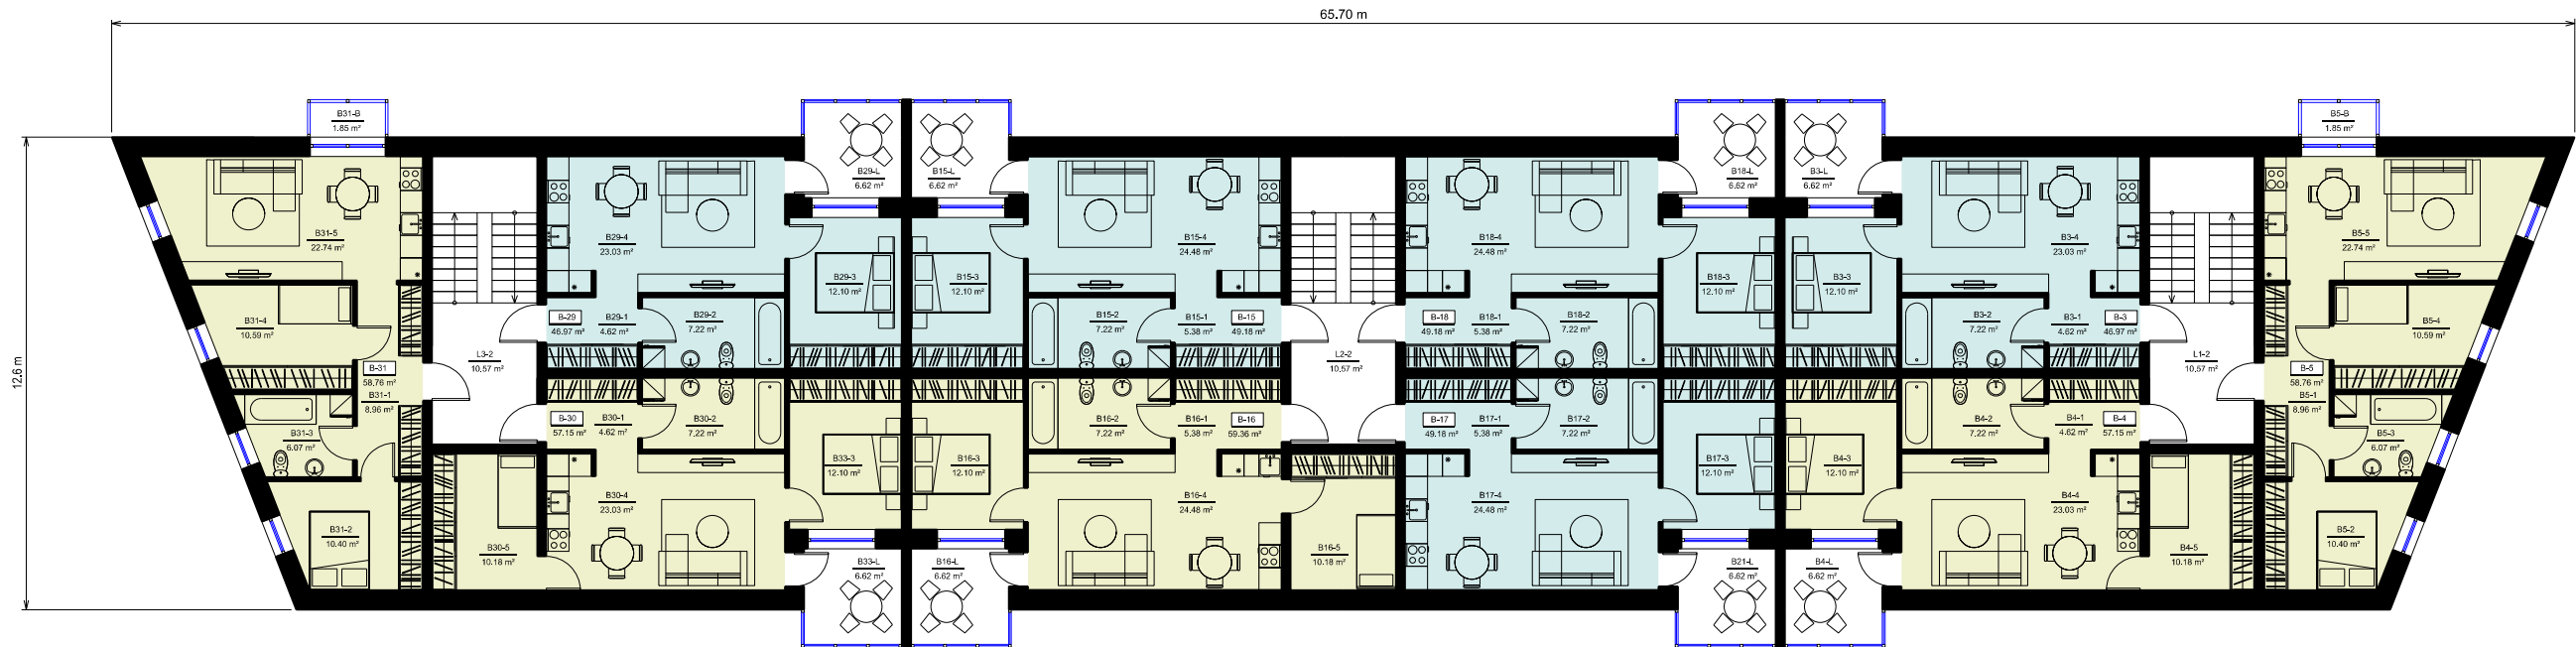 65.70 m
12.6 m
B31-B
1.85 m²
B31-5
22.74 m²
B31-4
10.59 m²
B-31
58.76 m²
B31-1
8.96 m²
B31-3
6.07 m²
B31-2
10.40 m²
L3-2
10.57 m²
B29-4
23.03 m²
B-29
46.97 m²
B29-1
4.62 m²
B29-2
7.22 m²
B29-3
12.10 m²
B29-L
6.62 m²
B-30
57.15 m²
B30-1
4.62 m²
B30-2
7.22 m²
B33-3
12.10 m²
B30-4
23.03 m²
B30-5
10.18 m²
B33-L
6.62 m²
B15-L
6.62 m²
B15-3
12.10 m²
B15-4
24.48 m²
B15-2
7.22 m²
B15-1
5.38 m²
B-15
49.18 m²
B16-2
7.22 m²
B16-1
5.38 m²
B-16
59.36 m²
B16-3
12.10 m²
B16-4
24.48 m²
B16-5
10.18 m²
B16-L
6.62 m²
L2-2
10.57 m²
B18-4
24.48 m²
B-18
49.18 m²
B18-1
5.38 m²
B18-2
7.22 m²
B18-3
12.10 m²
B18-L
6.62 m²
B-17
49.18 m²
B17-1
5.38 m²
B17-2
7.22 m²
B17-3
12.10 m²
B17-4
24.48 m²
B21-L
6.62 m²
B3-L
6.62 m²
B3-3
12.10 m²
B3-4
23.03 m²
B3-2
7.22 m²
B3-1
4.62 m²
B-3
46.97 m²
B4-2
7.22 m²
B4-1
4.62 m²
B-4
57.15 m²
B4-3
12.10 m²
B4-4
23.03 m²
B4-5
10.18 m²
B4-L
6.62 m²
L1-2
10.57 m²
B5-B
1.85 m²
B5-5
22.74 m²
B5-4
10.59 m²
B-5
58.76 m²
B5-1
8.96 m²
B5-3
6.07 m²
B5-2
10.40 m²